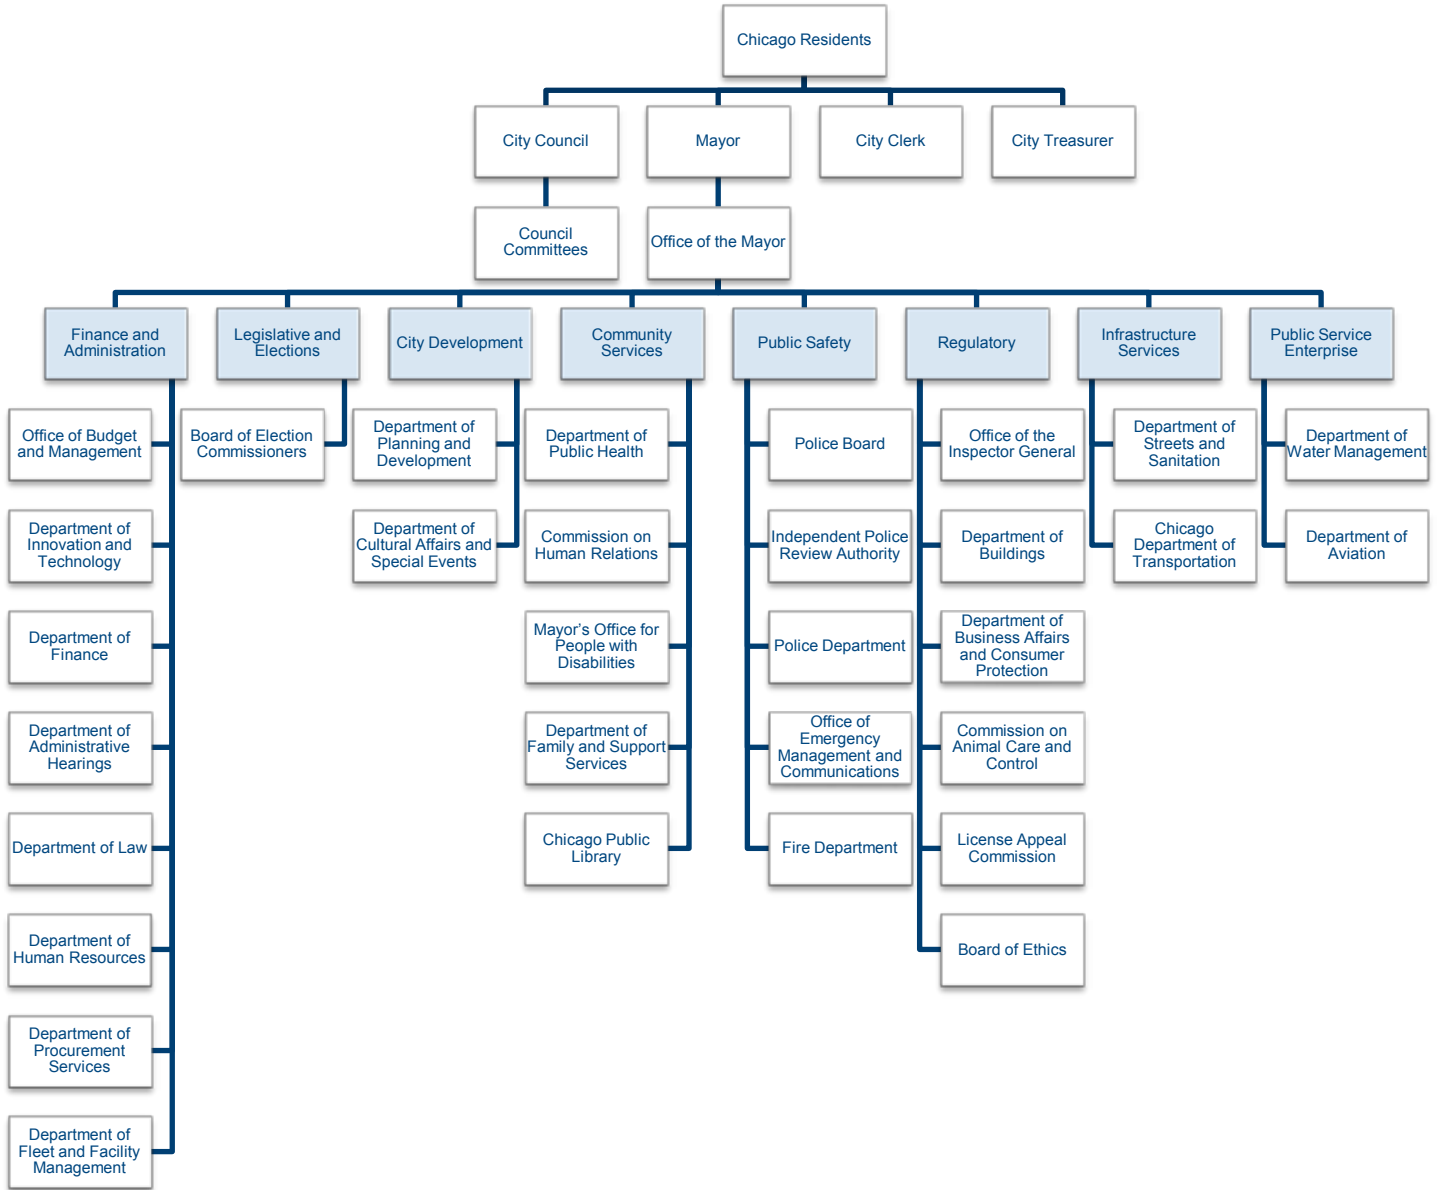 Chicago Residents
City Council
Mayor
City Clerk
City Treasurer
Council
Committees
Office of the Mayor
Finance and
Administration
Legislative and
Elections
City Development
Community
Services
Public Safety
Regulatory
Infrastructure
Services
Public Service
Enterprise
Office of Budget
and Management
Board of Election
Commissioners
Department of
Planning and
Development
Department of
Public Health
Police Board
Office of the
Inspector General
Department of
Streets and
Sanitation
Department of
Water Management
Department of
Innovation and
Technology
Department of
Cultural Affairs and
Special Events
Commission on
Human Relations
Independent Police
Review Authority
Department of
Buildings
Chicago
Department of
Transportation
Department of
Aviation
Department of
Finance
Mayor’s Office for
People with
Disabilities
Police Department
Department of
Business Affairs
and Consumer
Protection
Department of
Administrative
Hearings
Department of
Family and Support
Services
Office of
Emergency
Management and
Communications
Commission on
Animal Care and
Control
Department of Law
Chicago Public
Library
Fire Department
License Appeal
Commission
Department of
Human Resources
Board of Ethics
Department of
Procurement
Services
Department of
Fleet and Facility
Management